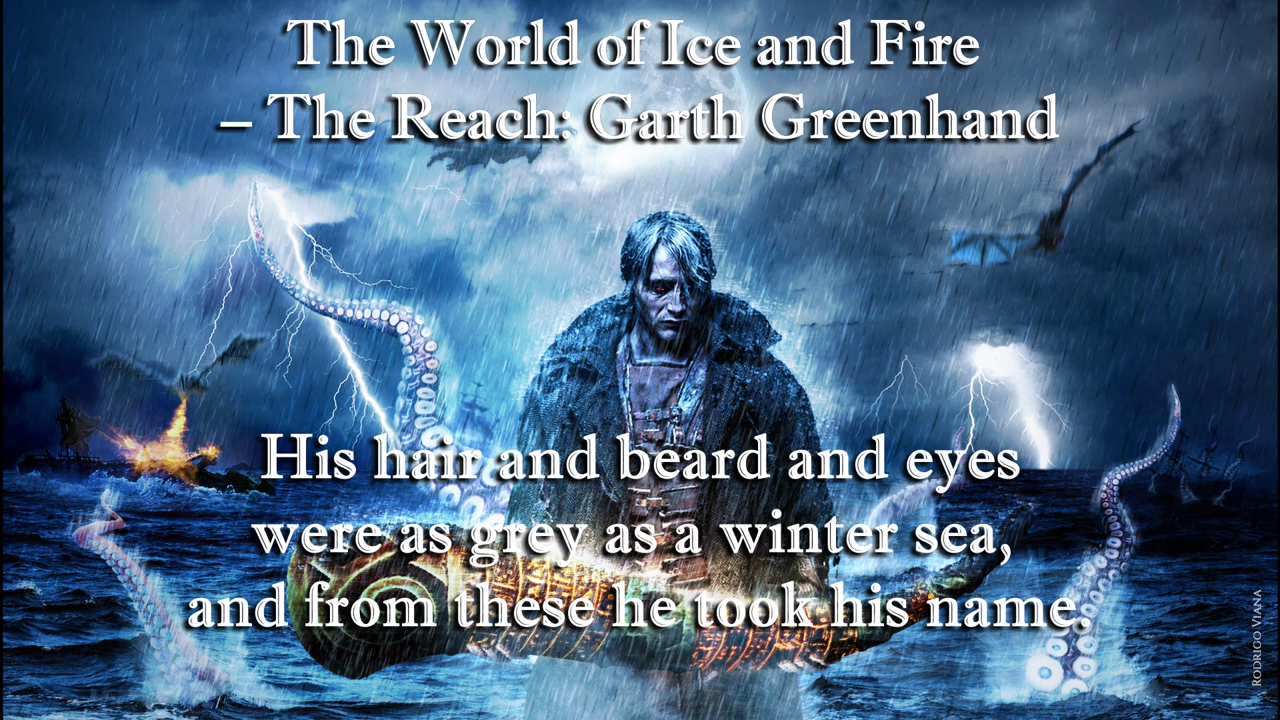 The World of Ice and Fire
– The Reach: Garth Greenhand
His hair and beard and eyes
were as grey as a winter sea,
and from these he took his name.
Rodrigo Viana